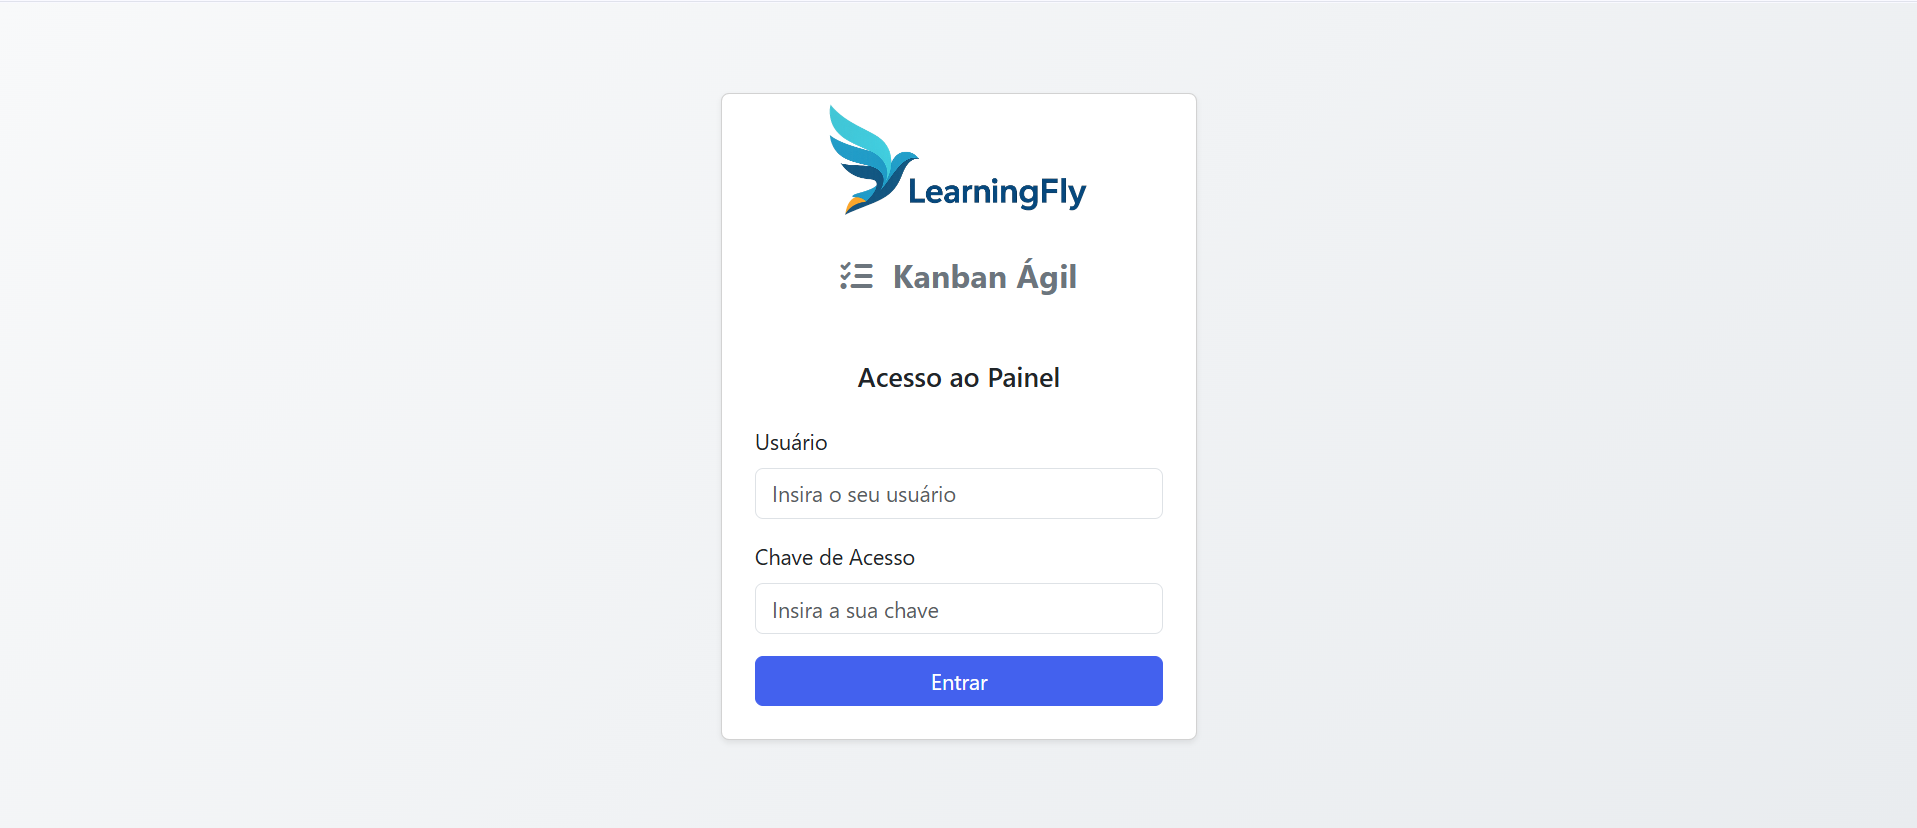 LearningFly
Kanban Ágil
Acesso ao Painel
Usuário
Insira o seu usuário
Chave de Acesso
Insira a sua chave
Entrar